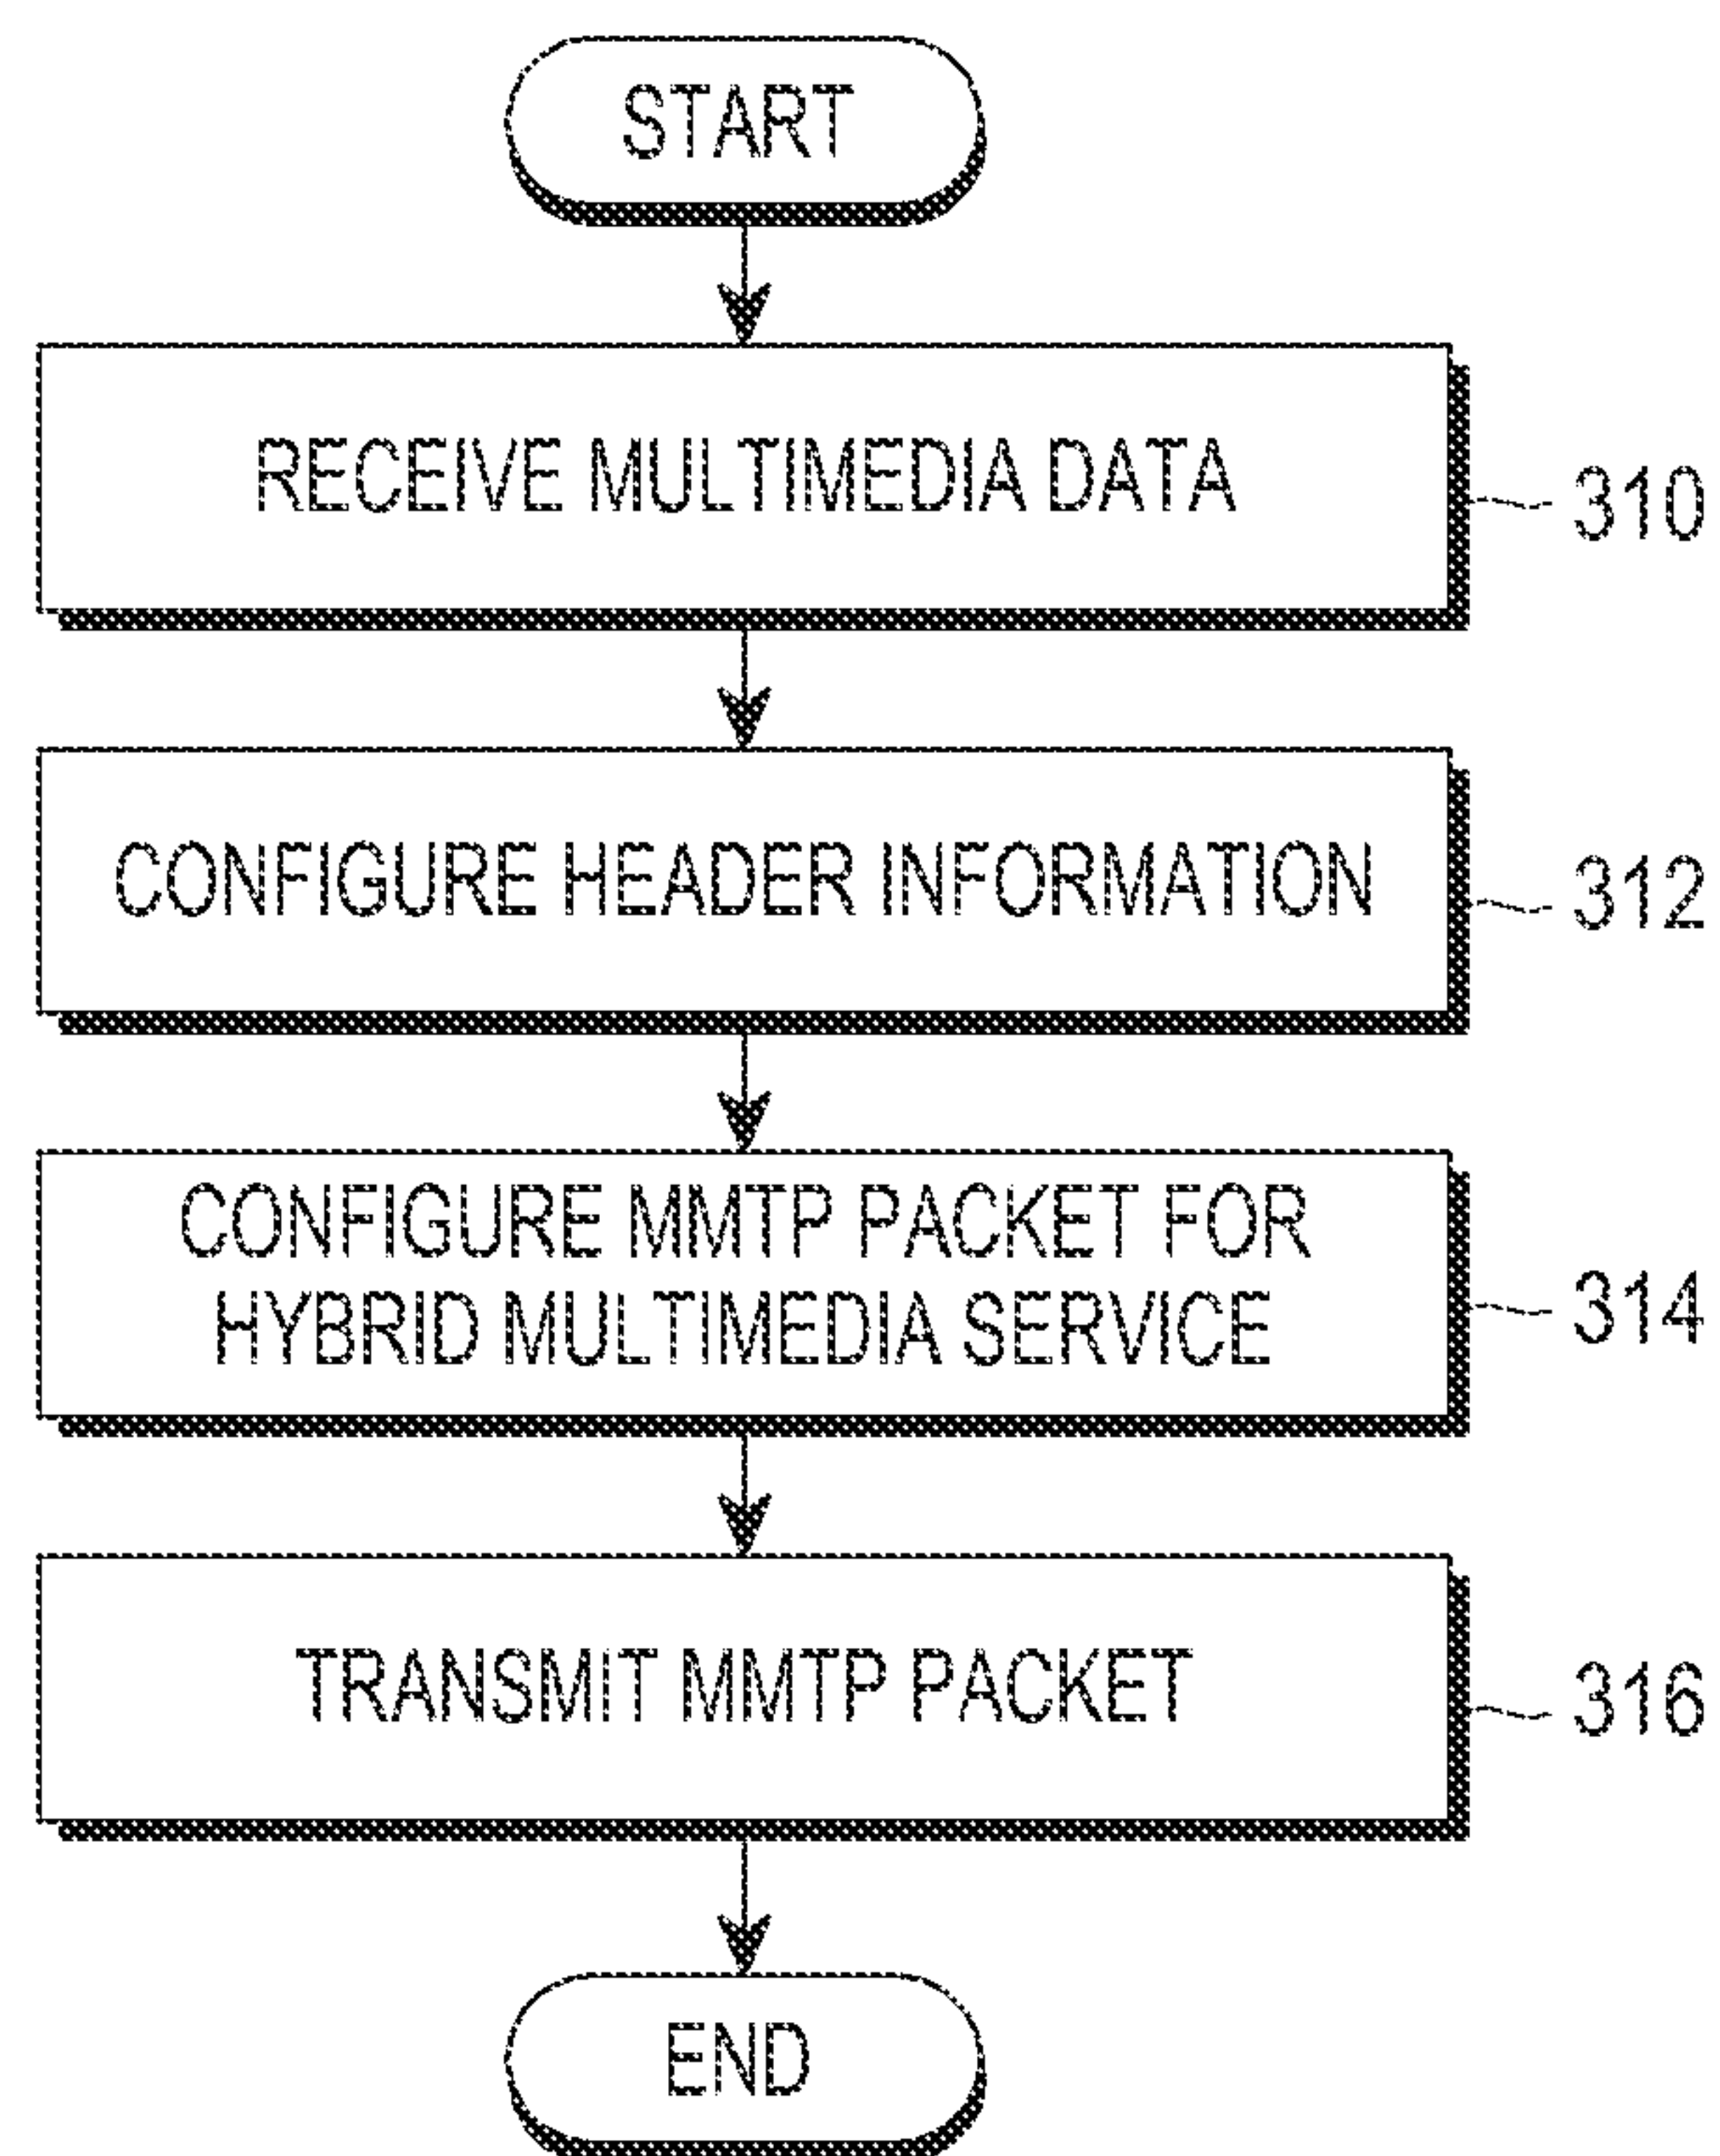 START
RECEIVE MULTIMEDIA DATA
310
CONFIGURE HEADER INFORMATION
312
CONFIGURE MMTP PACKET FOR
HYBRID MULTIMEDIA SERVICE
314
TRANSMIT MMTP PACKET
316
END